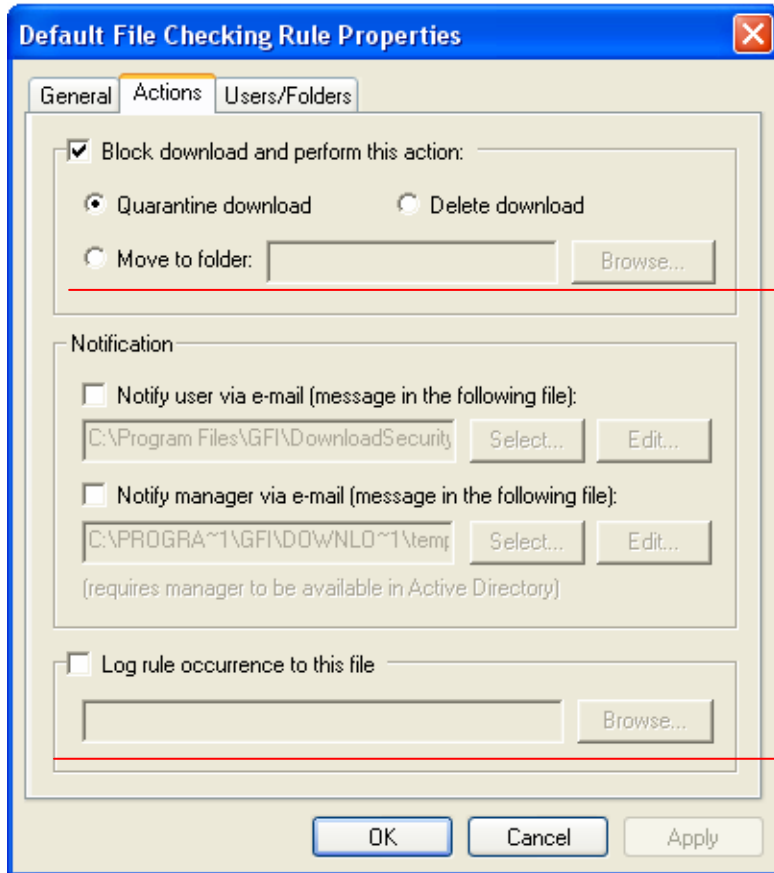 Default File Checking Rule Properties
General Actions Users/Folders
Block download and perform this action:
Quarantine download Delete download
Move to folder: Browse...
Notification
Notify user via e-mail (message in the following file):
C:\Program Files\GFI\DownloadSecurity Select... Edit...
Notify manager via e-mail (message in the following file):
C:\PROGRA~1\GFI\DOWNLO~1\temp Select... Edit...
(requires manager to be available in Active Directory)
Log rule occurrence to this file
Browse...
OK Cancel Apply